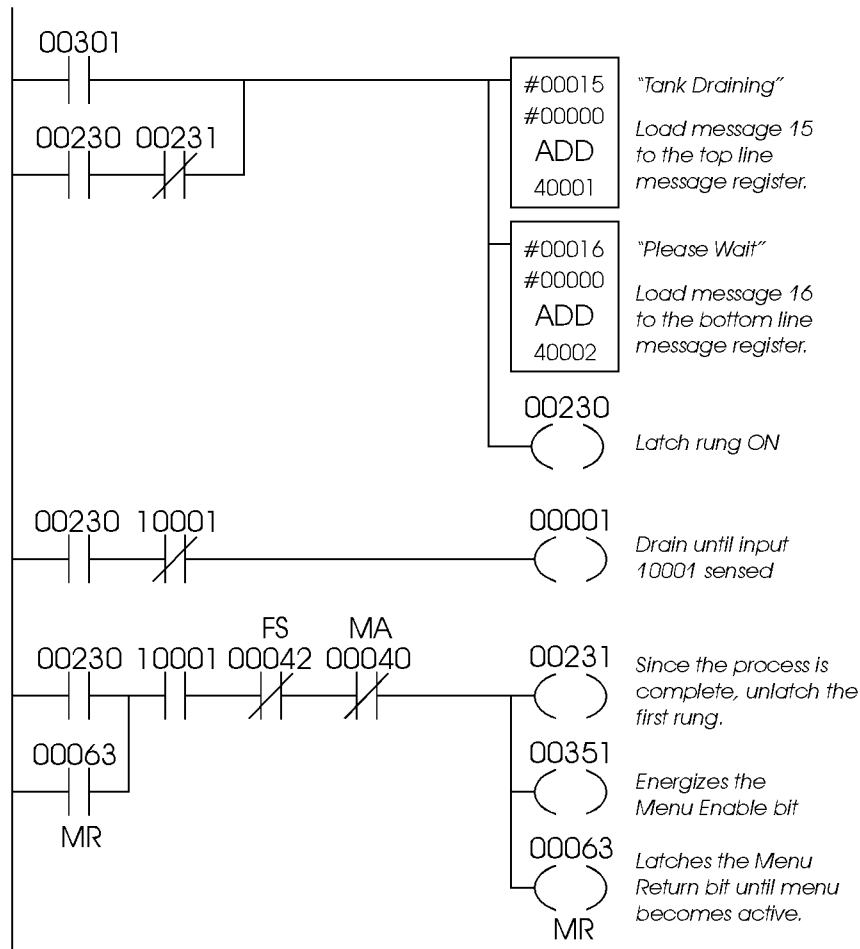 00301
#00015
"Tank Draining"
#00000
Load message 15
00230 00231
ADD
to the top line
40001
message register.
#00016
"Please Wait"
#00000
Load message 16
ADD
to the bottom line
40002
message register.
00230
Latch rung ON
00230 10001
00001
Drain until input
10001 sensed
FS MA
00230 10001 00042 00040
00231
Since the process is
complete, unlatch the
first rung.
00063
MR
00351
Energizes the
Menu Enable bit
00063
Latches the Menu
Return bit until menu
becomes active.
MR